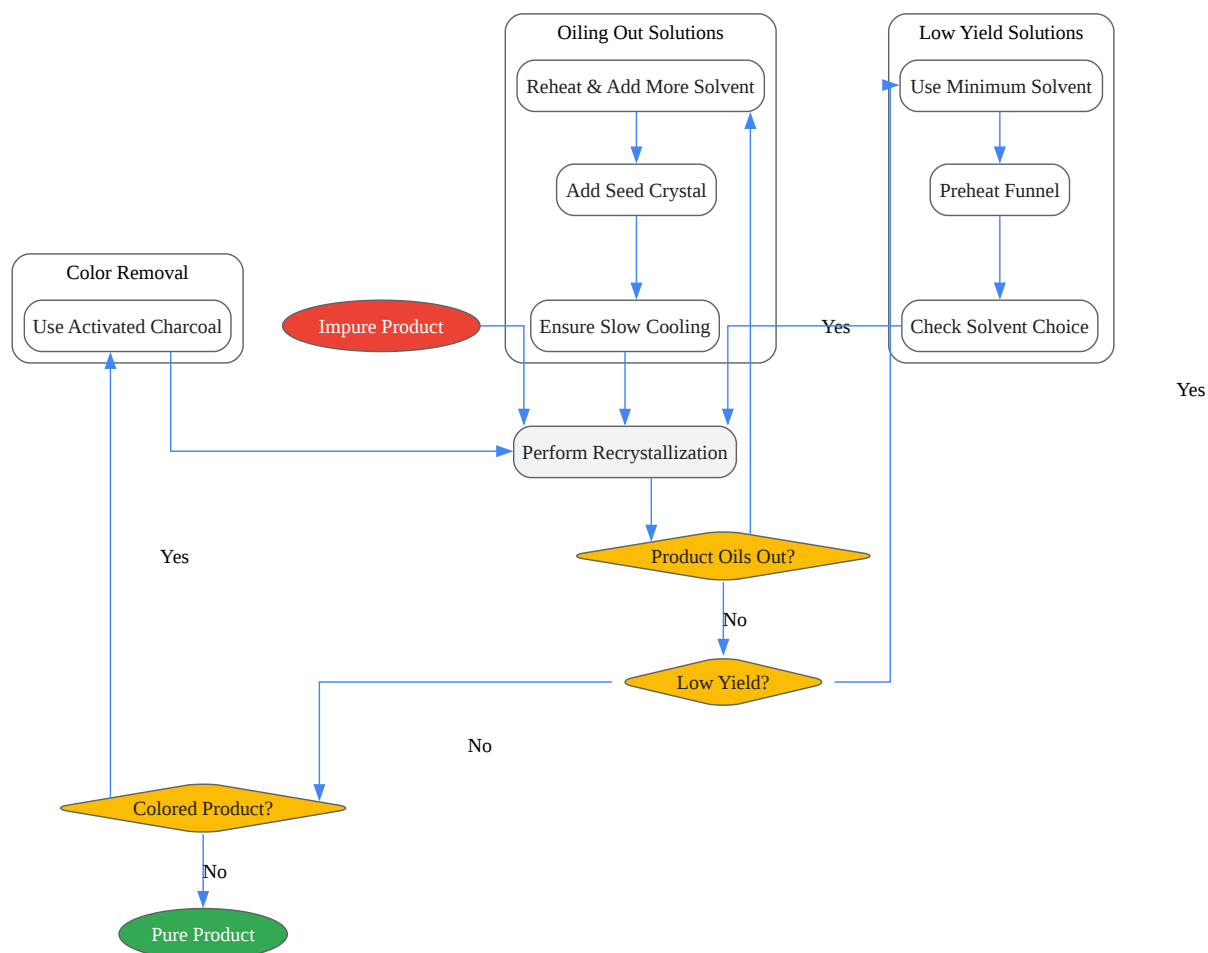 Oiling Out Solutions
Low Yield Solutions
Reheat & Add More Solvent
Use Minimum Solvent
Add Seed Crystal
Preheat Funnel
Color Removal
Use Activated Charcoal
Impure Product
Ensure Slow Cooling
Yes
Check Solvent Choice
Yes
Perform Recrystallization
Yes
Product Oils Out?
No
Low Yield?
No
Colored Product?
No
Pure Product